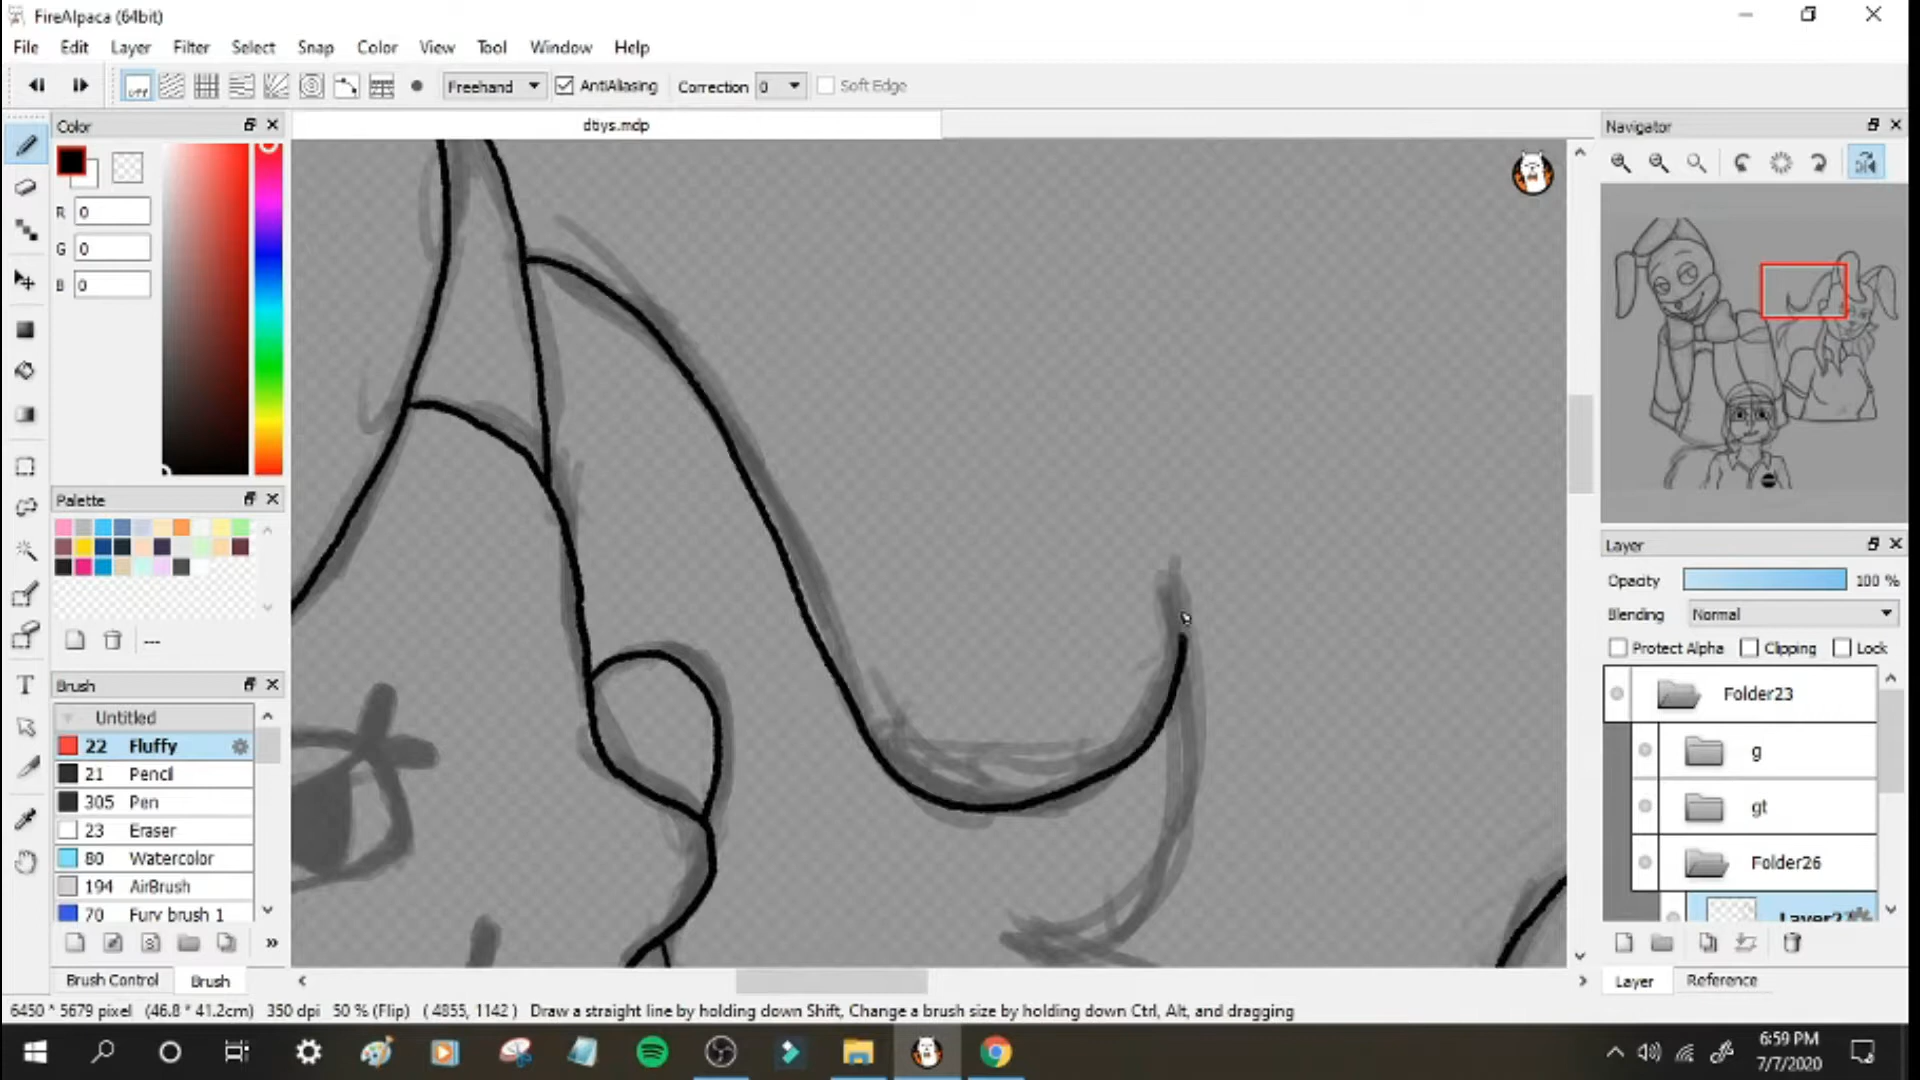 FireAlpaca (64bit)
File Edit Layer Filter Select Snap Color View Tool Window Help
OFF Freehand AntiAliasing Correction 0 Soft Edge
Color
dtiys.mdp
Navigator
R 0
G 0
B 0
Palette
---
Layer
Opacity 100 %
Blending Normal
Protect Alpha Clipping Lock
Folder23
g
gt
Folder26
Brush
Untitled
22 Fluffy
21 Pencil
305 Pen
23 Eraser
80 Watercolor
194 AirBrush
70 Fury brush 1
»
Brush Control Brush
Layer Reference
6450 * 5679 pixel (46.8 * 41.2cm) 350 dpi 50 % (Flip) ( 4855, 1142 ) Draw a straight line by holding down Shift, Change a brush size by holding down Ctrl, Alt, and dragging
6:59 PM
7/7/2020